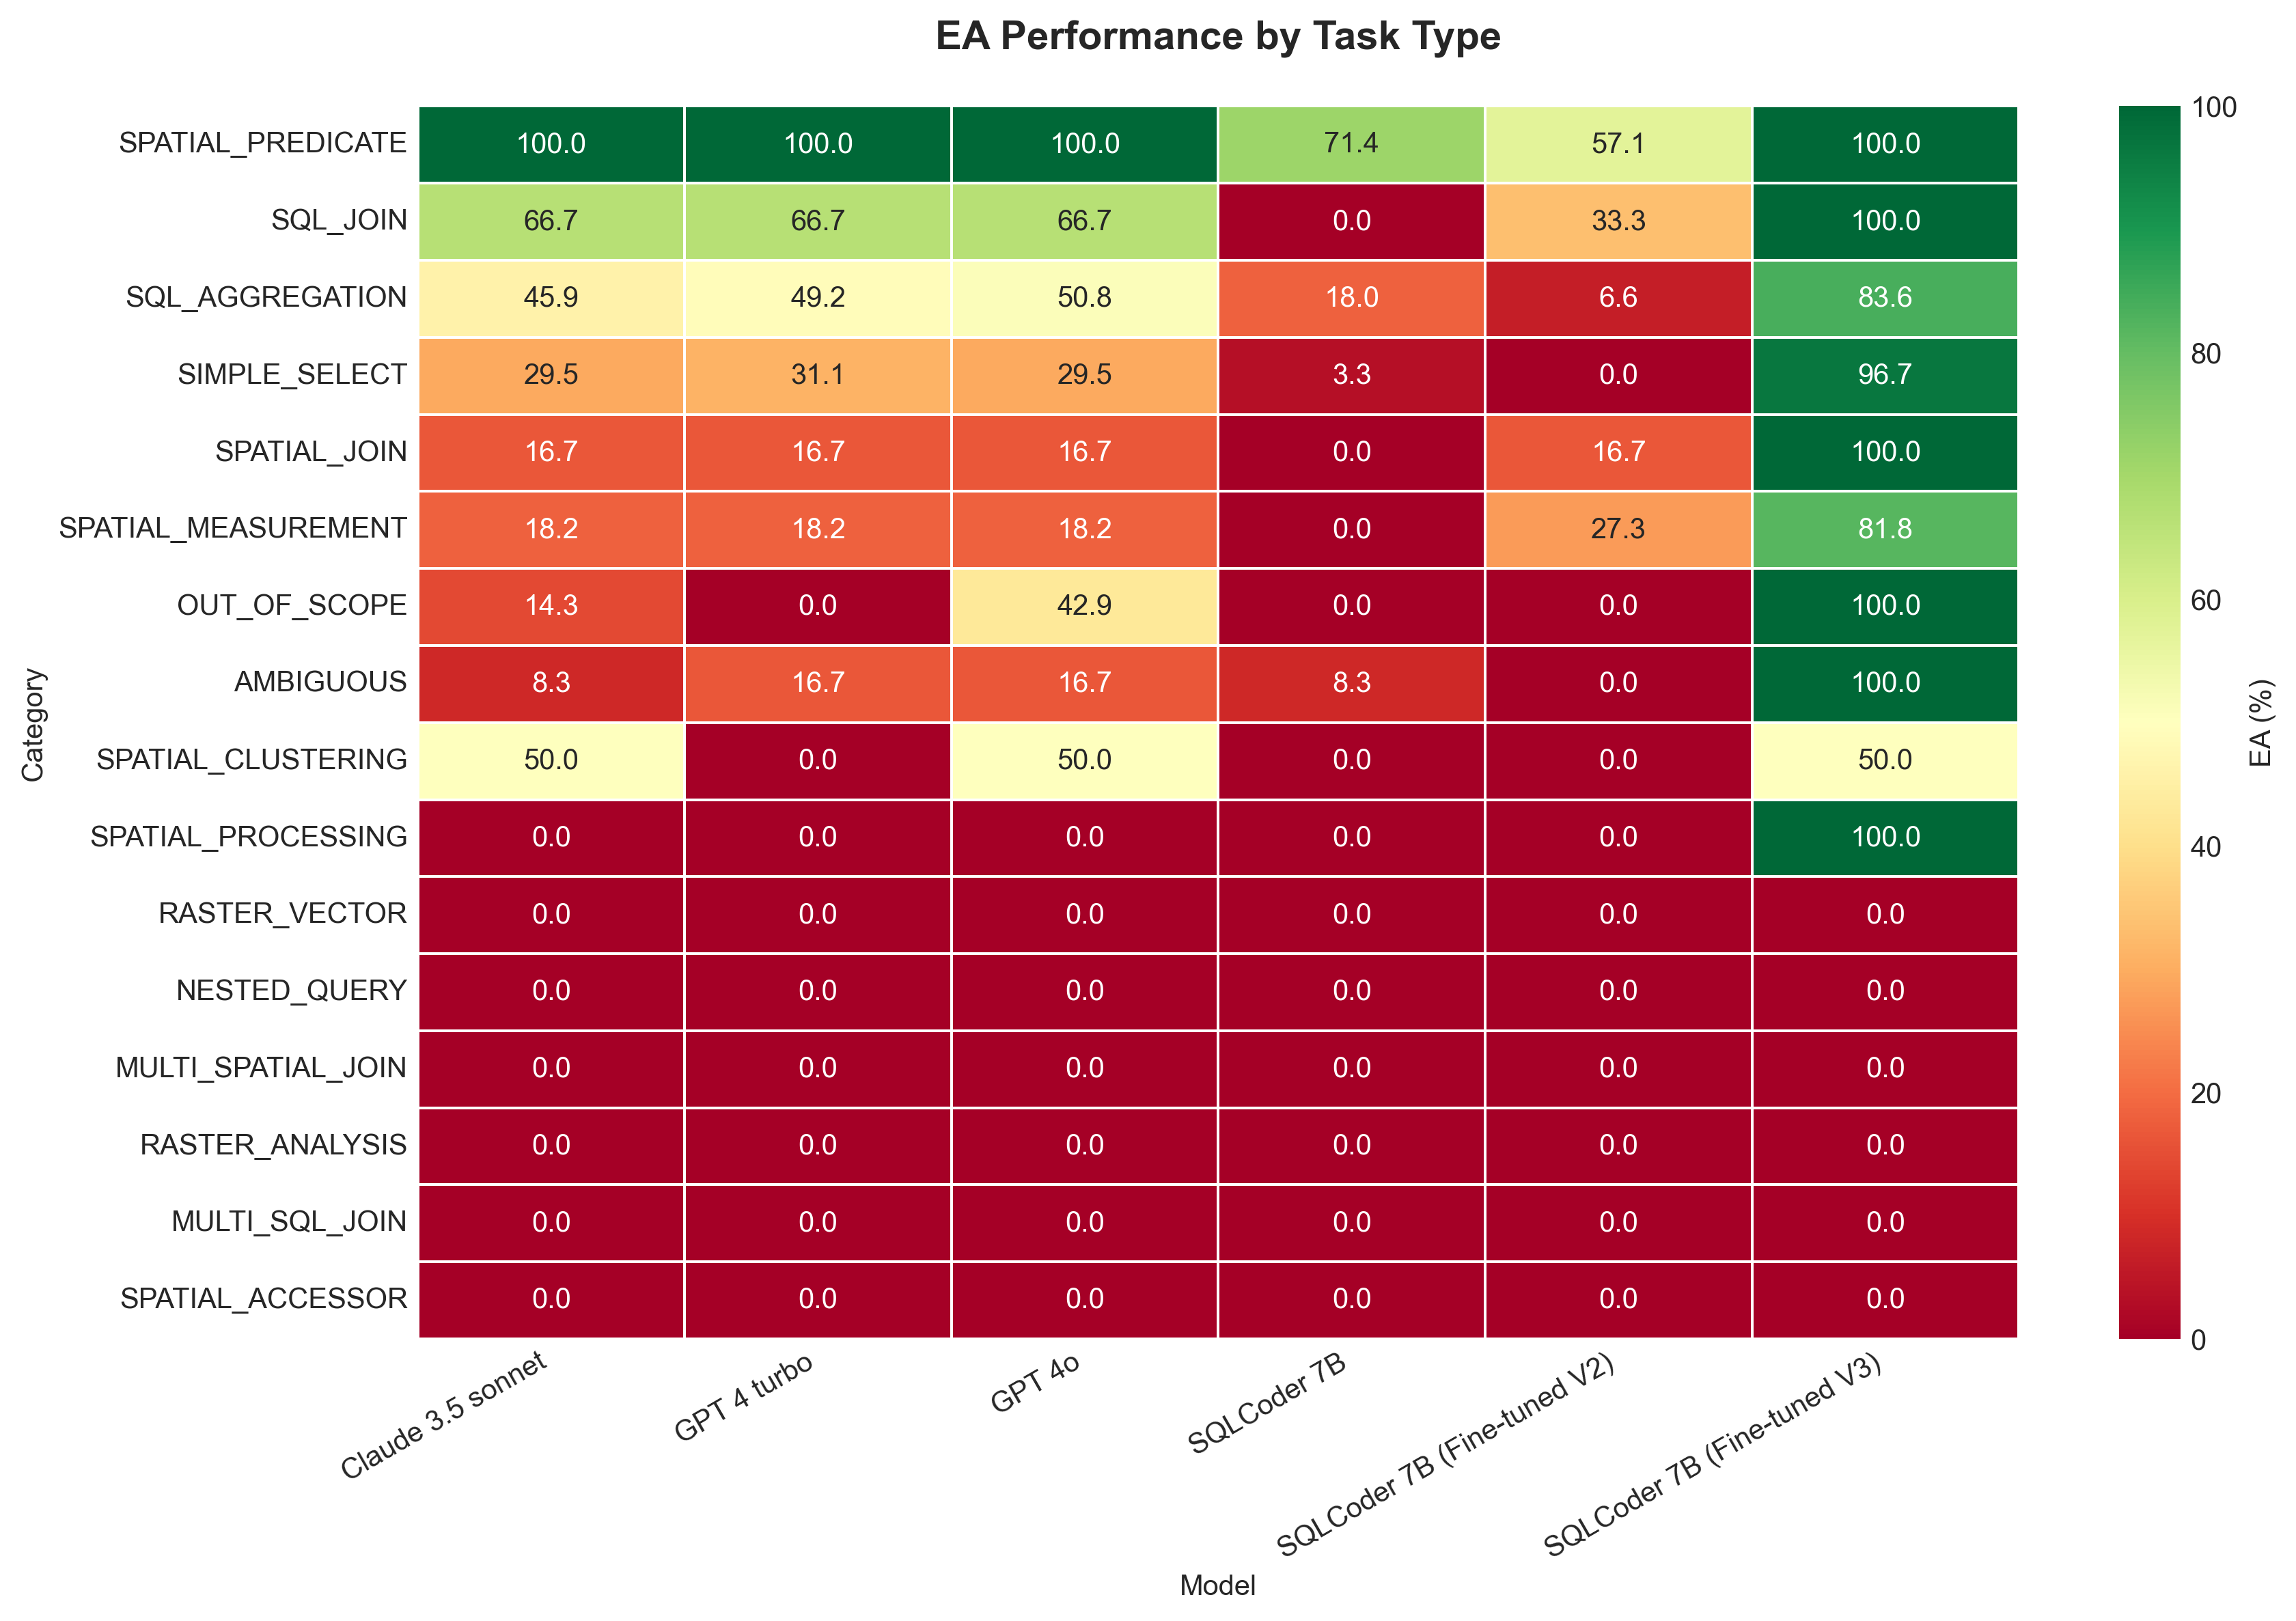 EA Performance by Task Type
SPATIAL_PREDICATE 100.0 100.0 100.0 71.4 57.1 100.0
SQL_JOIN 66.7 66.7 66.7 0.0 33.3 100.0
SQL_AGGREGATION 45.9 49.2 50.8 18.0 6.6 83.6
SIMPLE_SELECT 29.5 31.1 29.5 3.3 0.0 96.7
SPATIAL_JOIN 16.7 16.7 16.7 0.0 16.7 100.0
SPATIAL_MEASUREMENT 18.2 18.2 18.2 0.0 27.3 81.8
OUT_OF_SCOPE 14.3 0.0 42.9 0.0 0.0 100.0
AMBIGUOUS 8.3 16.7 16.7 8.3 0.0 100.0
SPATIAL_CLUSTERING 50.0 0.0 50.0 0.0 0.0 50.0
SPATIAL_PROCESSING 0.0 0.0 0.0 0.0 0.0 100.0
RASTER_VECTOR 0.0 0.0 0.0 0.0 0.0 0.0
NESTED_QUERY 0.0 0.0 0.0 0.0 0.0 0.0
MULTI_SPATIAL_JOIN 0.0 0.0 0.0 0.0 0.0 0.0
RASTER_ANALYSIS 0.0 0.0 0.0 0.0 0.0 0.0
MULTI_SQL_JOIN 0.0 0.0 0.0 0.0 0.0 0.0
SPATIAL_ACCESSOR 0.0 0.0 0.0 0.0 0.0 0.0
Category
Claude 3.5 sonnet
GPT 4 turbo
GPT 4o
SQLCoder 7B
SQLCoder 7B (Fine-tuned V2)
SQLCoder 7B (Fine-tuned V3)
Model
100
80
60
40
20
0
EA (%)